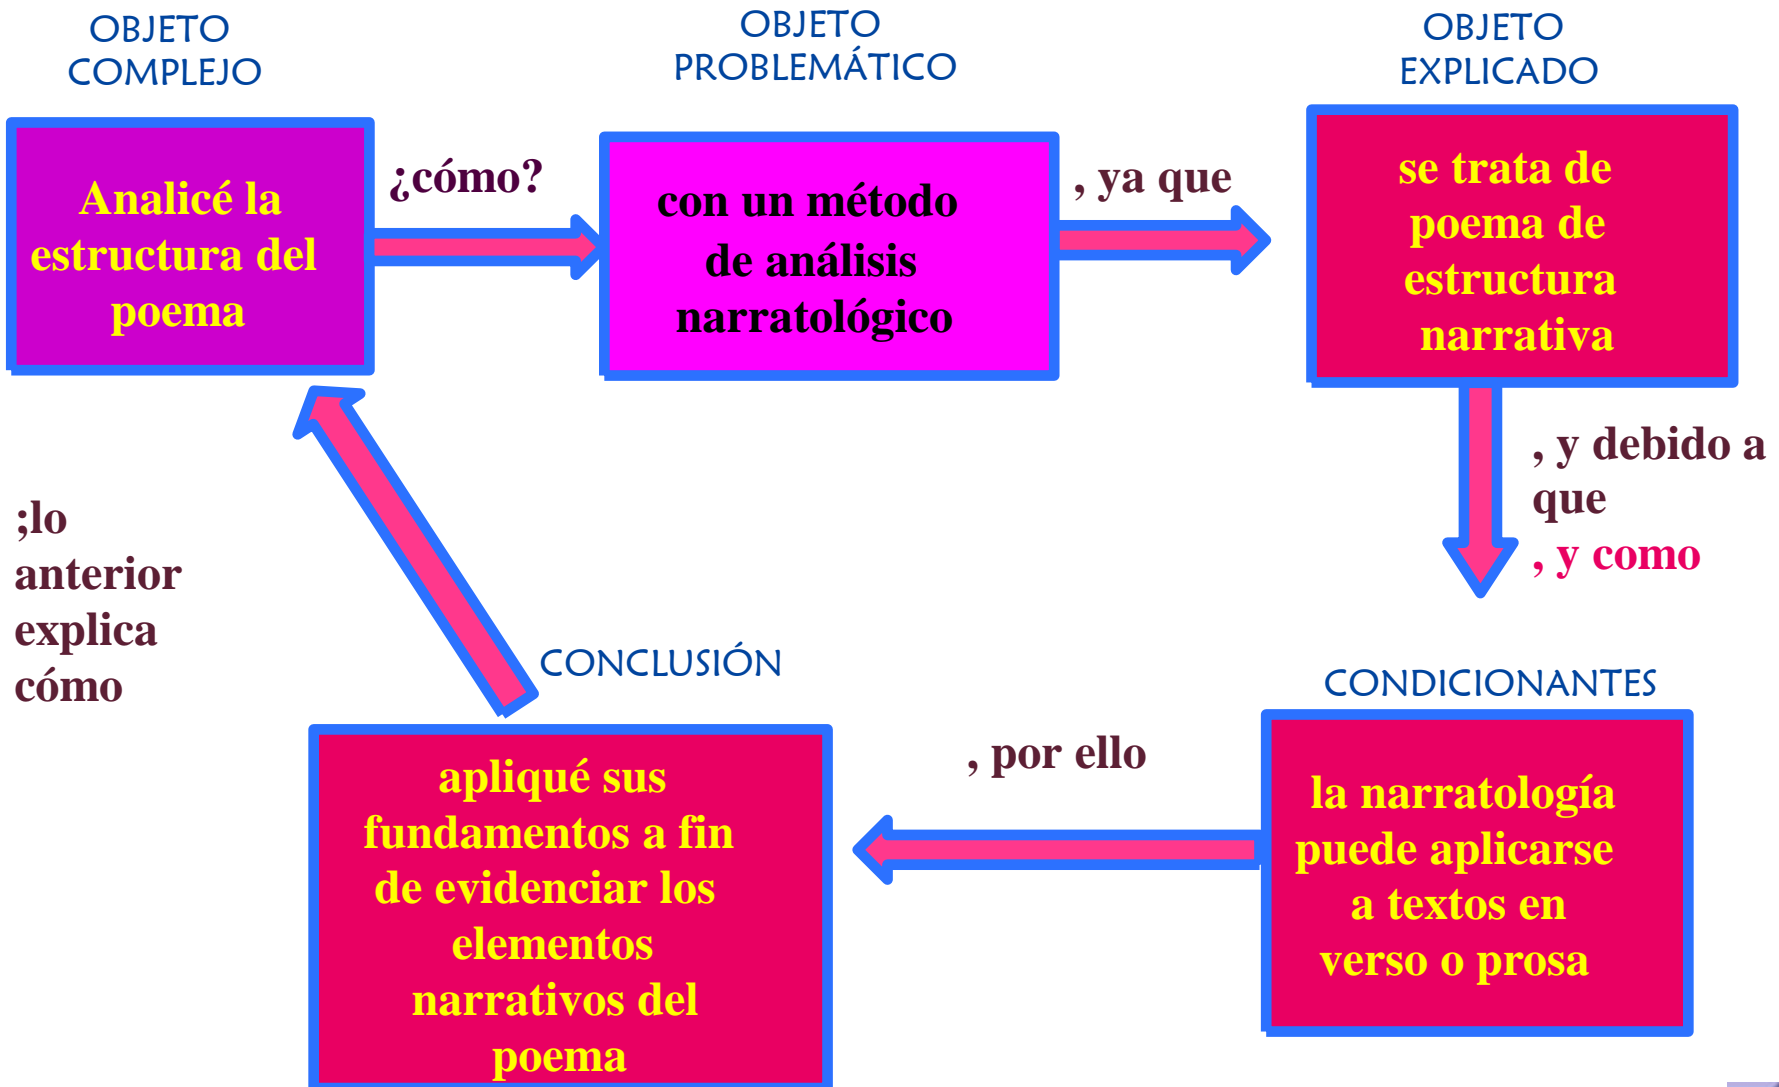 OBJETO
COMPLEJO
OBJETO
PROBLEMÁTICO
OBJETO
EXPLICADO
Analicé la
estructura del
poema
¿cómo?
con un método
de análisis
narratológico
, ya que
se trata de
poema de
estructura
narrativa
, y debido a
que
, y como
;lo
anterior
explica
cómo
CONCLUSIÓN
CONDICIONANTES
apliqué sus
fundamentos a fin
de evidenciar los
elementos
narrativos del
poema
, por ello
la narratología
puede aplicarse
a textos en
verso o prosa